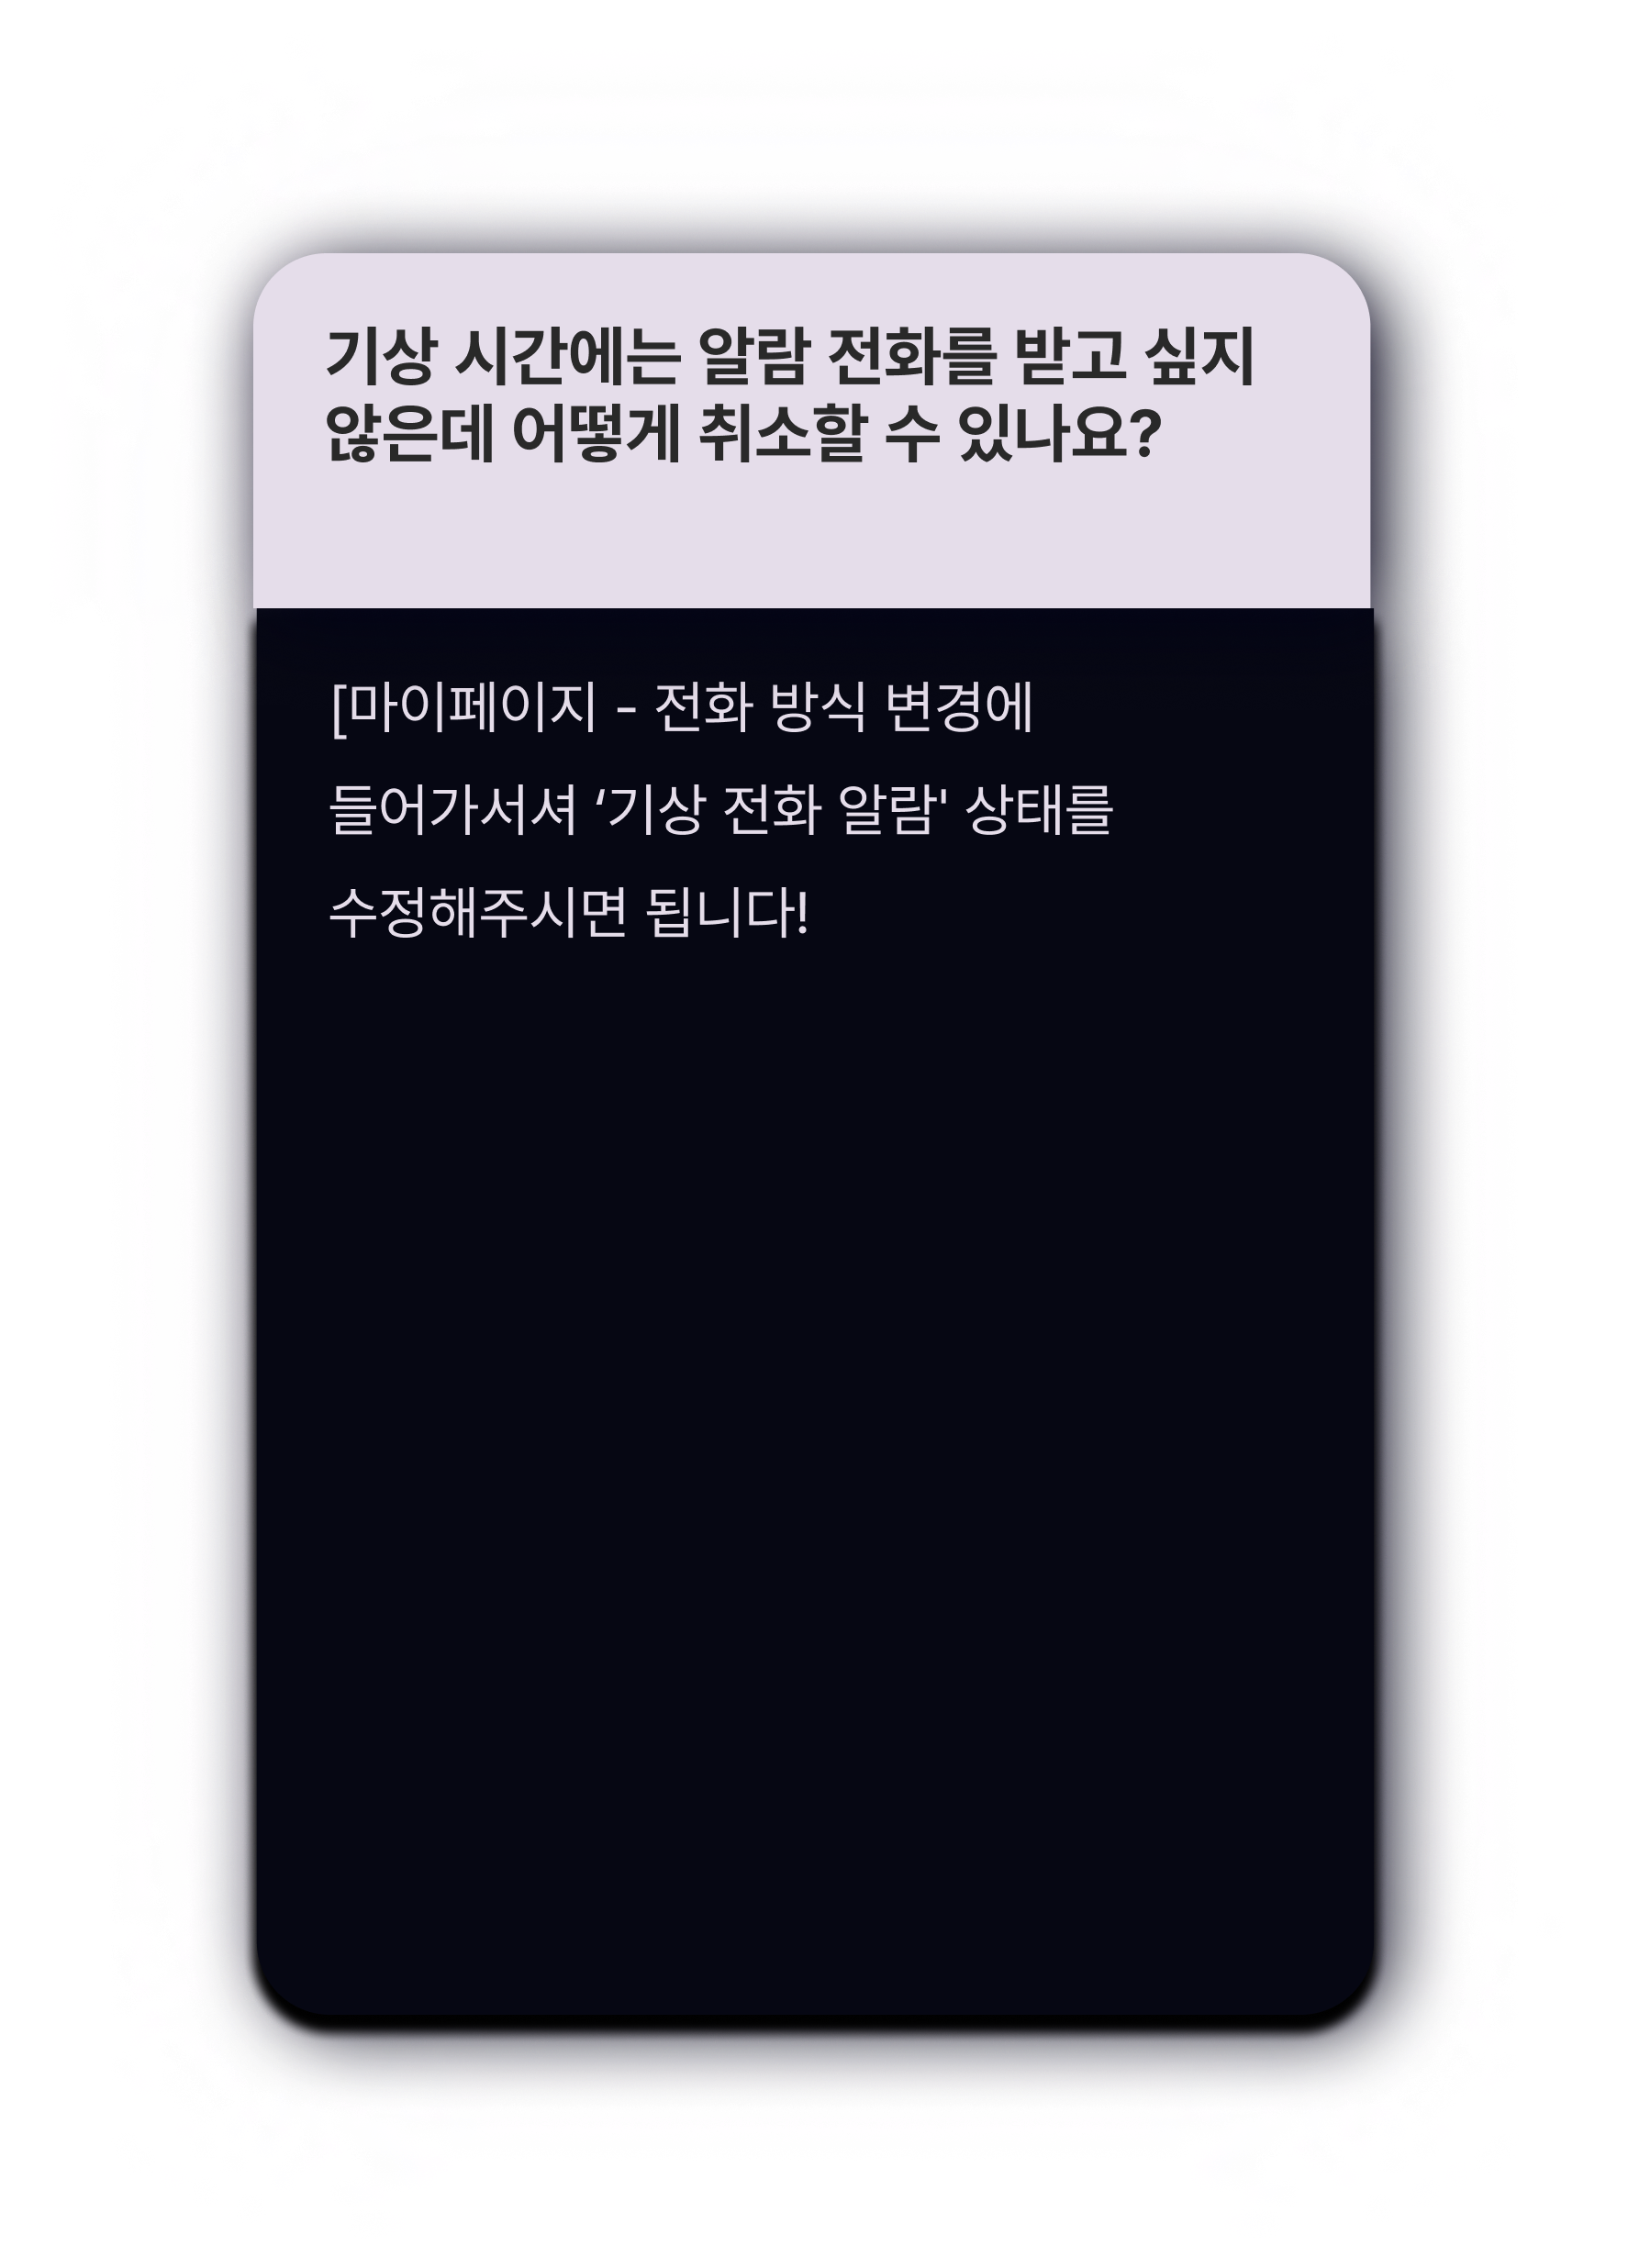 기상 시간에는 알람 전화를 받고 싶지
않은데 어떻게 취소할 수 있나요?
[마이페이지 - 전화 방식 변경에
들어가서셔 ‘기상 전화 알람' 상태를
수정해주시면 됩니다!